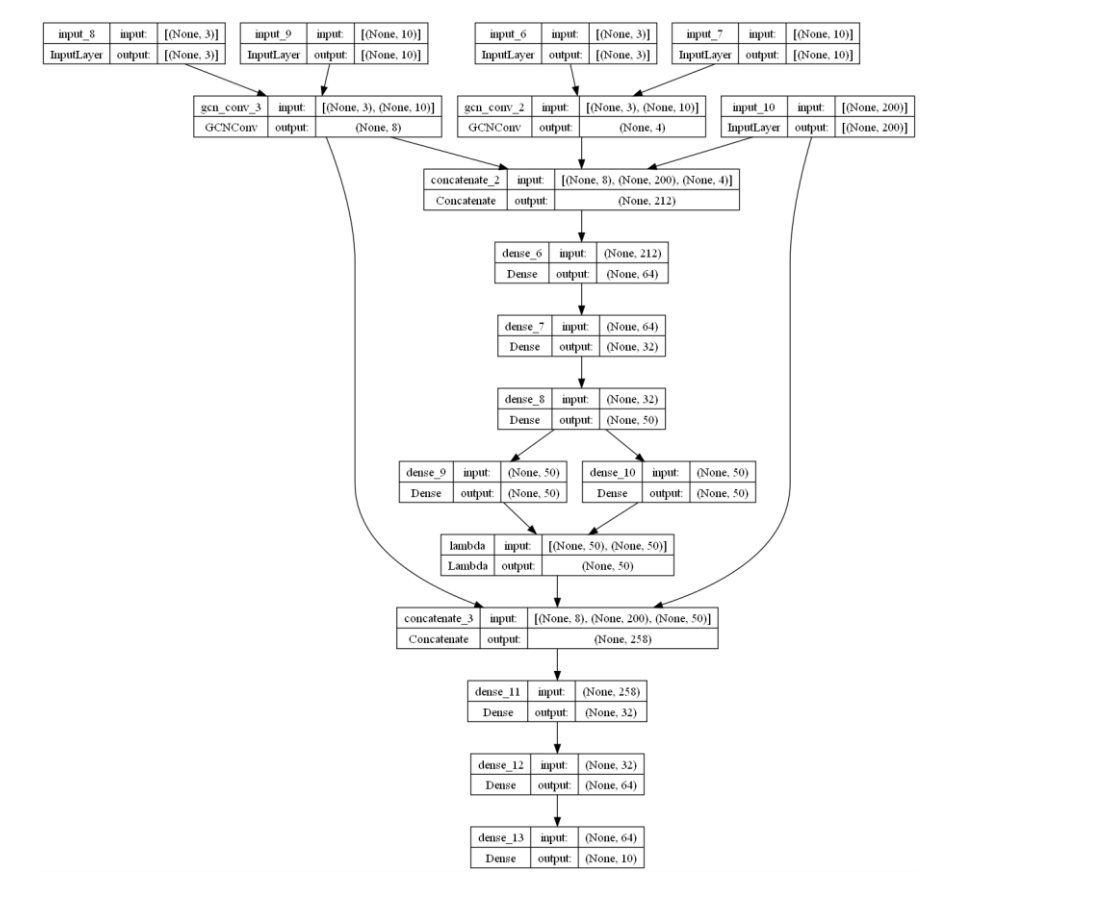 input_8 input: [(None, 3)] input_9 input: [(None, 10)] input_6 input: [(None, 3)] input_7 input: [(None, 10)]
InputLayer output: [(None, 3)] InputLayer output: [(None, 10)] InputLayer output: [(None, 3)] InputLayer output: [(None, 10)]
gcn_conv_3 input: [(None, 3), (None, 10)] gcn_conv_2 input: [(None, 3), (None, 10)] input_10 input: [(None, 200)]
GCNConv output: (None, 8) GCNConv output: (None, 4) InputLayer output: [(None, 200)]
concatenate_2 input: [(None, 8), (None, 200), (None, 4)]
Concatenate output: (None, 212)
dense_6 input: (None, 212)
Dense output: (None, 64)
dense_7 input: (None, 64)
Dense output: (None, 32)
dense_8 input: (None, 32)
Dense output: (None, 50)
dense_9 input: (None, 50) dense_10 input: (None, 50)
Dense output: (None, 50) Dense output: (None, 50)
lambda input: [(None, 50), (None, 50)]
Lambda output: (None, 50)
concatenate_3 input: [(None, 8), (None, 200), (None, 50)]
Concatenate output: (None, 258)
dense_11 input: (None, 258)
Dense output: (None, 32)
dense_12 input: (None, 32)
Dense output: (None, 64)
dense_13 input: (None, 64)
Dense output: (None, 10)